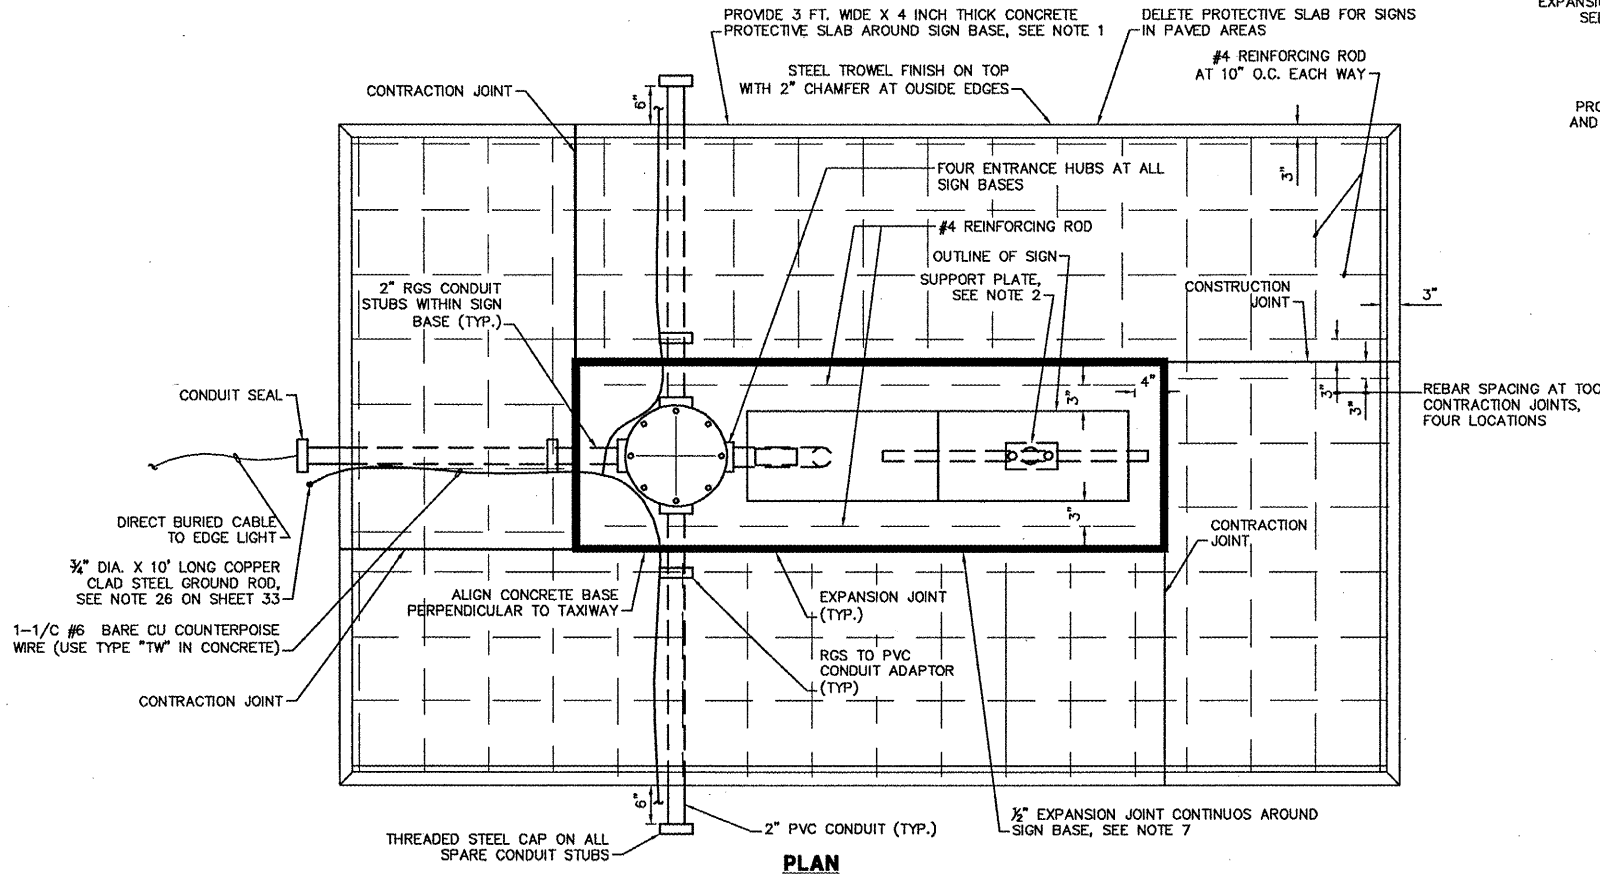 PROVIDE 3 FT. WIDE X 4 INCH THICK CONCRETE
PROTECTIVE SLAB AROUND SIGN BASE, SEE NOTE 1
DELETE PROTECTIVE SLAB FOR SIGNS
IN PAVED AREAS
#4 REINFORCING ROD
AT 10" O.C. EACH WAY
STEEL TROWEL FINISH ON TOP
WITH 2" CHAMFER AT OUSIDE EDGES
CONTRACTION JOINT
6"
3"
FOUR ENTRANCE HUBS AT ALL
SIGN BASES
#4 REINFORCING ROD
OUTLINE OF SIGN
SUPPORT PLATE,
SEE NOTE 2
CONSTRUCTION
JOINT
3"
2" RGS CONDUIT
STUBS WITHIN SIGN
BASE (TYP.)
CONDUIT SEAL
4"
3"
3"
3"
REBAR SPACING AT TOO
CONTRACTION JOINTS,
FOUR LOCATIONS
3"
DIRECT BURIED CABLE
TO EDGE LIGHT
¾" DIA. X 10' LONG COPPER
CLAD STEEL GROUND ROD,
SEE NOTE 26 ON SHEET 33
1-1/C #6 BARE CU COUNTERPOISE
WIRE (USE TYPE "TW" IN CONCRETE)
CONTRACTION JOINT
ALIGN CONCRETE BASE
PERPENDICULAR TO TAXIWAY
EXPANSION JOINT
(TYP.)
RGS TO PVC
CONDUIT ADAPTOR
(TYP)
CONTRACTION
JOINT
6"
THREADED STEEL CAP ON ALL
SPARE CONDUIT STUBS
2" PVC CONDUIT (TYP.)
½" EXPANSION JOINT CONTINUOS AROUND
SIGN BASE, SEE NOTE 7
PLAN
EXPANSI
SEE
PRO
AND